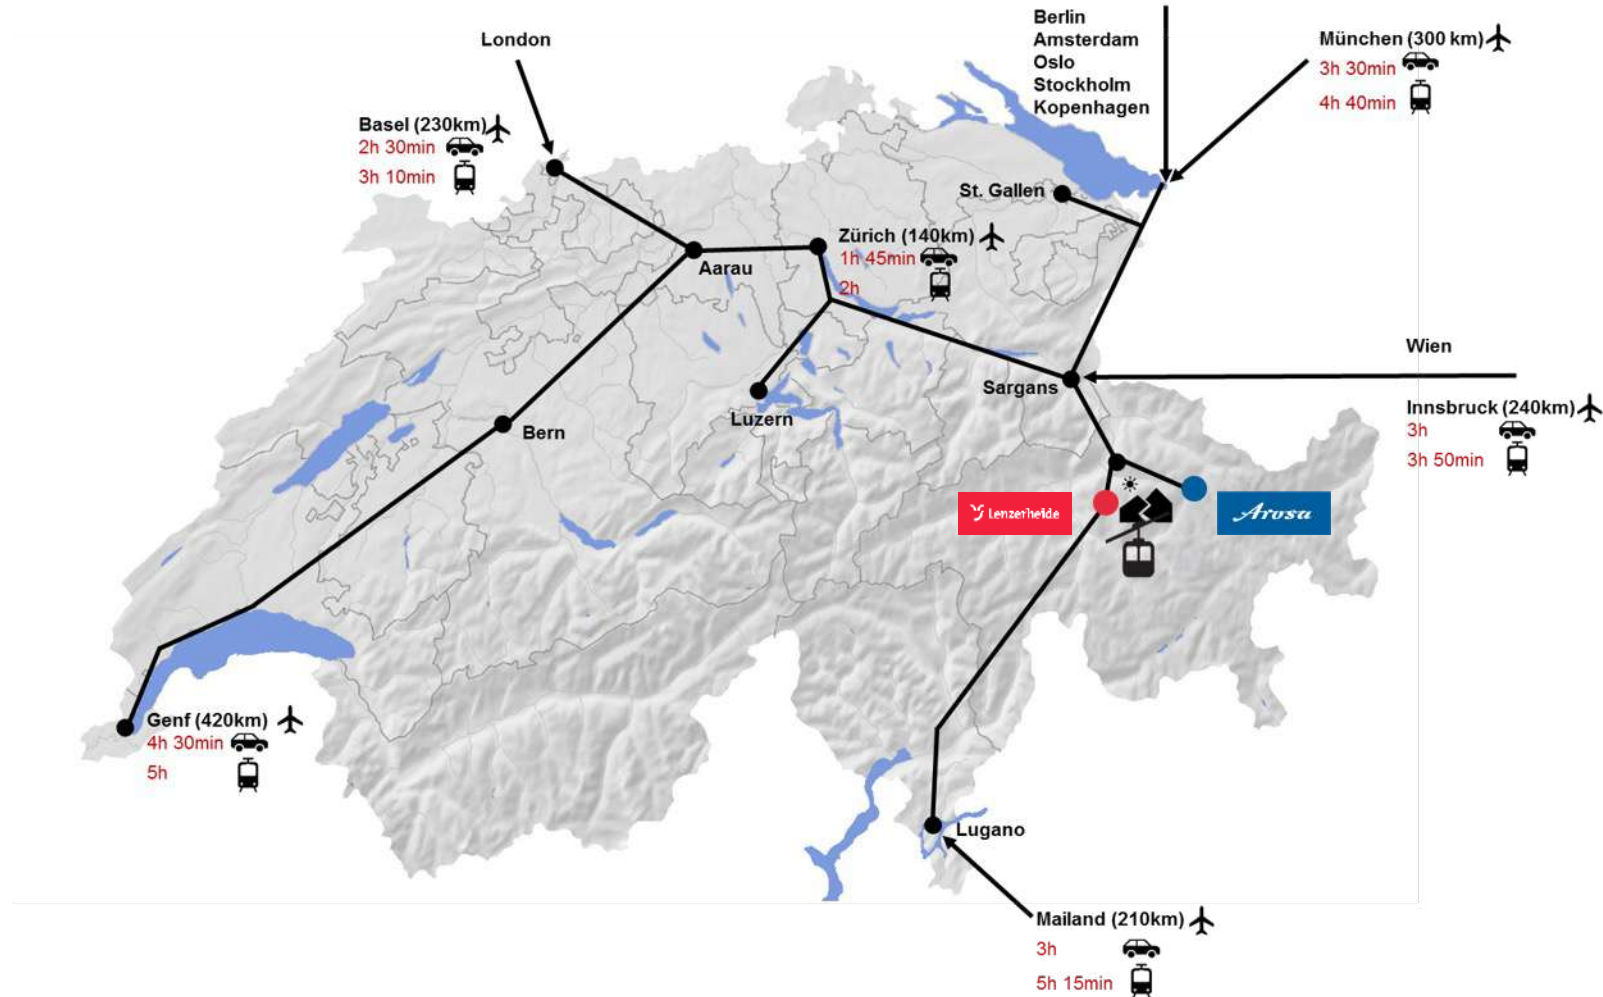 London
Berlin
Amsterdam
Oslo
Stockholm
Kopenhagen
München (300 km)
3h 30min
4h 40min
Basel (230km)
2h 30min
3h 10min
St. Gallen
Zürich (140km)
1h 45min
2h
Aarau
Wien
Sargans
Luzern
Bern
Innsbruck (240km)
3h
3h 50min
Lenzerheide
Arosa
Genf (420km)
4h 30min
5h
Lugano
Mailand (210km)
3h
5h 15min